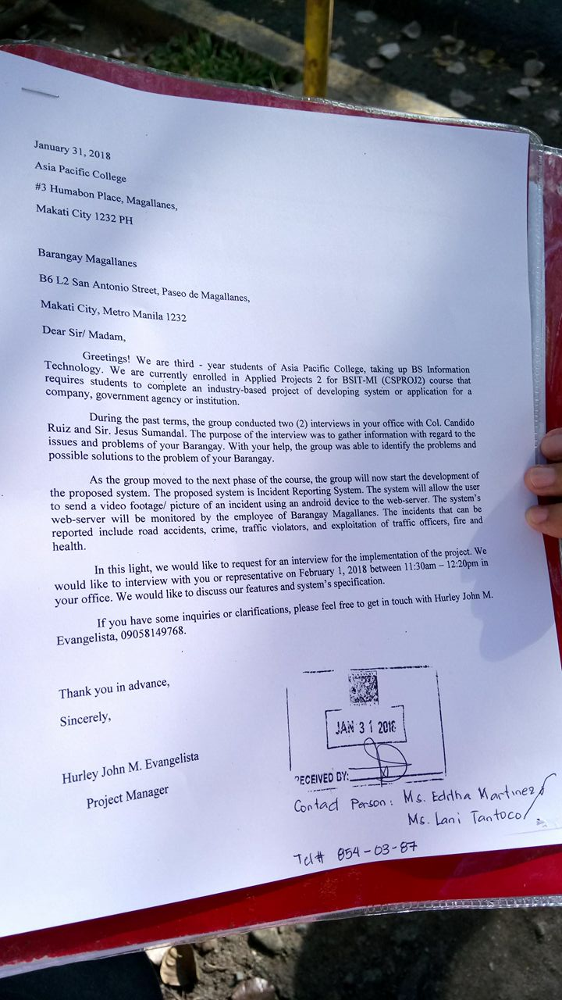 January 31, 2018
Asia Pacific College
#3 Humabon Place, Magallanes,
Makati City 1232 PH
Barangay Magallanes
B6 L2 San Antonio Street, Paseo de Magallanes,
Makati City, Metro Manila 1232
Dear Sir/ Madam,
Greetings! We are third - year students of Asia Pacific College, taking up BS Information
Technology. We are currently enrolled in Applied Projects 2 for BSIT-MI (CSPROJ2) course that
requires students to complete an industry-based project of developing system or application for a
company, government agency or institution.
During the past terms, the group conducted two (2) interviews in your office with Col. Candido
Ruiz and Sir. Jesus Sumandal. The purpose of the interview was to gather information with regard to the
issues and problems of your Barangay. With your help, the group was able to identify the problems and
possible solutions to the problem of your Barangay.
As the group moved to the next phase of the course, the group will now start the development of
the proposed system. The proposed system is Incident Reporting System. The system will allow the user
to send a video footage/ picture of an incident using an android device to the web-server. The system's
web-server will be monitored by the employee of Barangay Magallanes. The incidents that can be
reported include road accidents, crime, traffic violators, and exploitation of traffic officers, fire and
health.
In this light, we would like to request for an interview for the implementation of the project. We
would like to interview with you or representative on February 1, 2018 between 11:30am – 12:20pm in
your office. We would like to discuss our features and system's specification.
If you have some inquiries or clarifications, please feel free to get in touch with Hurley John M.
Evangelista, 09058149768.
Thank you in advance,
Sincerely,
Hurley John M. Evangelista
Project Manager
JAN 31 2018
RECEIVED BY:
Contact Person: Ms. Editha Martinez
Ms. Lani Tantoco
Tel# 854-03-87